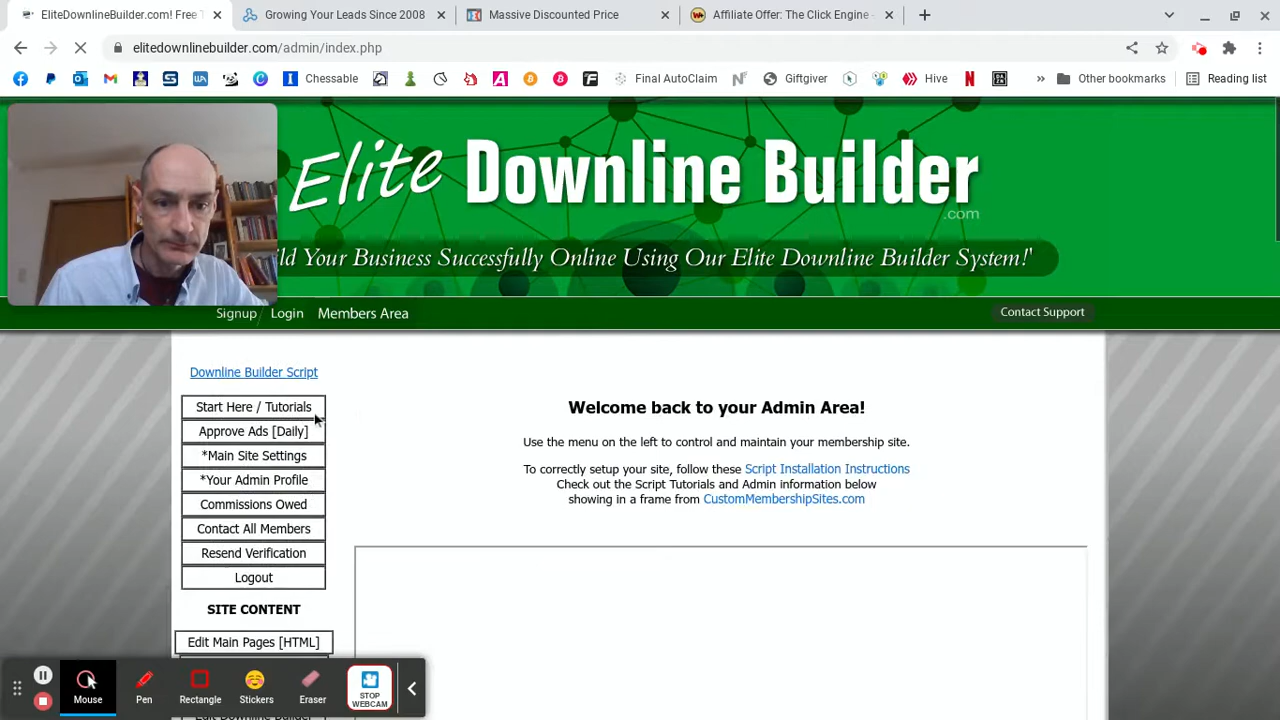 EliteDownlineBuilder.com! Free T
Growing Your Leads Since 2008
Massive Discounted Price
Affiliate Offer: The Click Engine -
elitedownlinebuilder.com/admin/index.php
Chessable
Final AutoClaim
Giftgiver
Hive
Other bookmarks
Reading list
Elite Downline Builder
.com
ild Your Business Successfully Online Using Our Elite Downline Builder System!'
Signup
Login
Members Area
Contact Support
Downline Builder Script
Start Here / Tutorials
Approve Ads [Daily]
*Main Site Settings
*Your Admin Profile
Commissions Owed
Contact All Members
Resend Verification
Logout
SITE CONTENT
Edit Main Pages [HTML]
Welcome back to your Admin Area!
Use the menu on the left to control and maintain your membership site.
To correctly setup your site, follow these Script Installation Instructions
Check out the Script Tutorials and Admin information below
showing in a frame from CustomMembershipSites.com
Mouse
Pen
Rectangle
Stickers
Eraser
STOP
WEBCAM